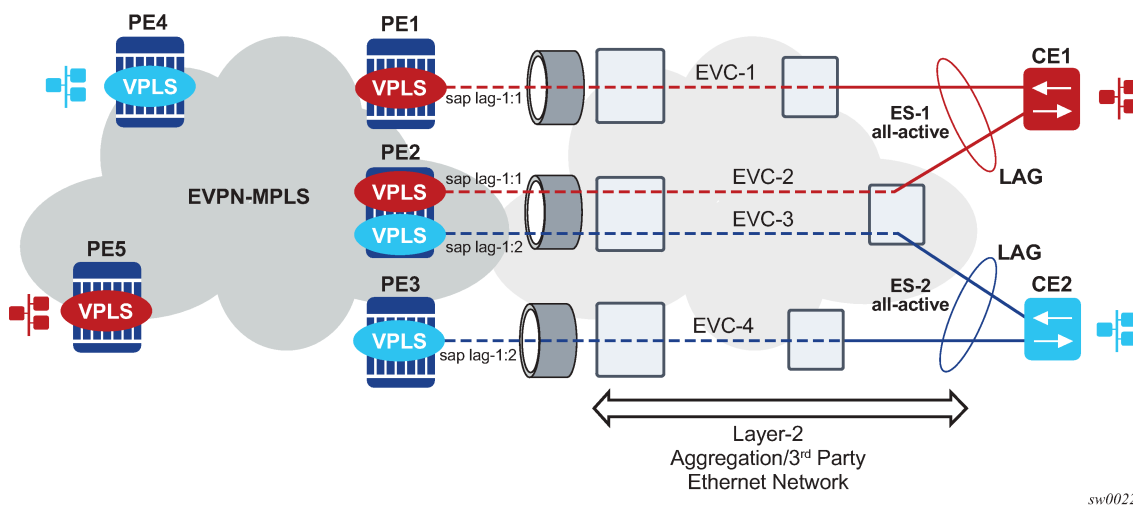 PE4
VPLS
PE1
VPLS
sap lag-1:1
EVC-1
CE1
ES-1
all-active
LAG
EVPN-MPLS
PE2
VPLS
VPLS
sap lag-1:1
sap lag-1:2
EVC-2
EVC-3
PE5
VPLS
PE3
VPLS
sap lag-1:2
EVC-4
LAG
ES-2
all-active
CE2
Layer-2
Aggregation/3rd Party
Ethernet Network
sw0022